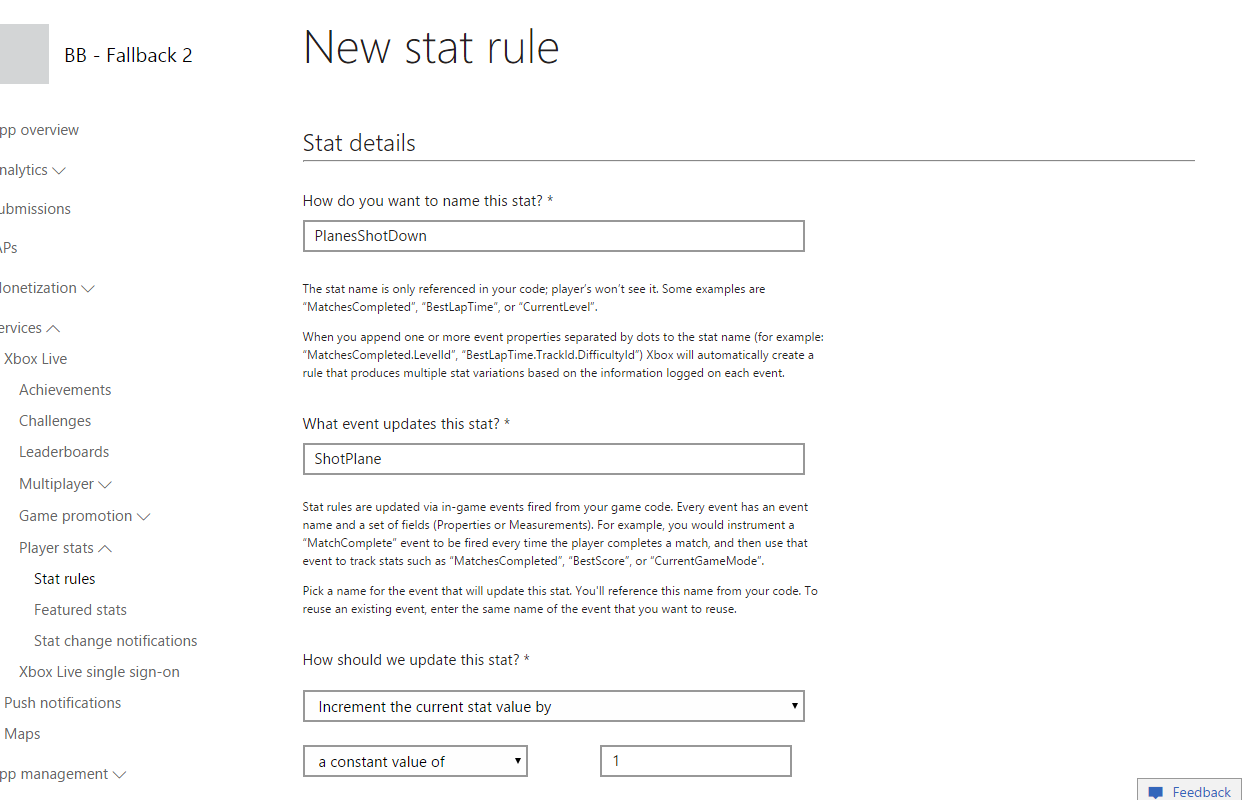 BB - Fallback 2
New stat rule
pp overview
nalytics
ubmissions
APs
onetization
ervices
Xbox Live
Achievements
Challenges
Leaderboards
Multiplayer
Game promotion
Player stats
Stat rules
Featured stats
Stat change notifications
Xbox Live single sign-on
Push notifications
Maps
pp management
Stat details
How do you want to name this stat? *
PlanesShotDown
The stat name is only referenced in your code; player's won't see it. Some examples are
“MatchesCompleted”, “BestLapTime”, or “CurrentLevel”.
When you append one or more event properties separated by dots to the stat name (for example:
“MatchesCompleted.LevelId”, “BestLapTime.TrackId.DifficultyId”) Xbox will automatically create a
rule that produces multiple stat variations based on the information logged on each event.
What event updates this stat? *
ShotPlane
Stat rules are updated via in-game events fired from your game code. Every event has an event
name and a set of fields (Properties or Measurements). For example, you would instrument a
“MatchComplete” event to be fired every time the player completes a match, and then use that
event to track stats such as “MatchesCompleted”, “BestScore”, or “CurrentGameMode”.
Pick a name for the event that will update this stat. You'll reference this name from your code. To
reuse an existing event, enter the same name of the event that you want to reuse.
How should we update this stat? *
Increment the current stat value by
a constant value of
1
Feedback